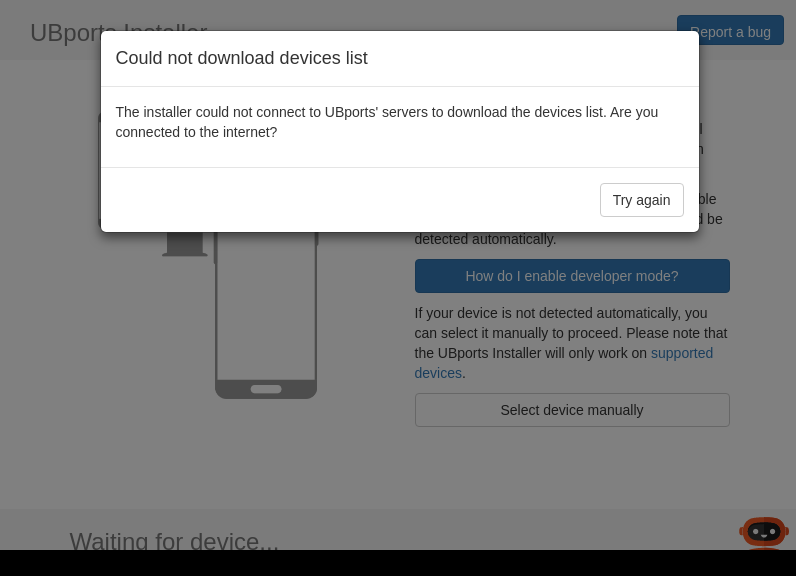 UBports Installer
Report a bug
Could not download devices list
The installer could not connect to UBports' servers to download the devices list. Are you
connected to the internet?
Try again
be
detected automatically.
How do I enable developer mode?
If your device is not detected automatically, you
can select it manually to proceed. Please note that
the UBports Installer will only work on supported
devices.
Select device manually
Waiting for device...